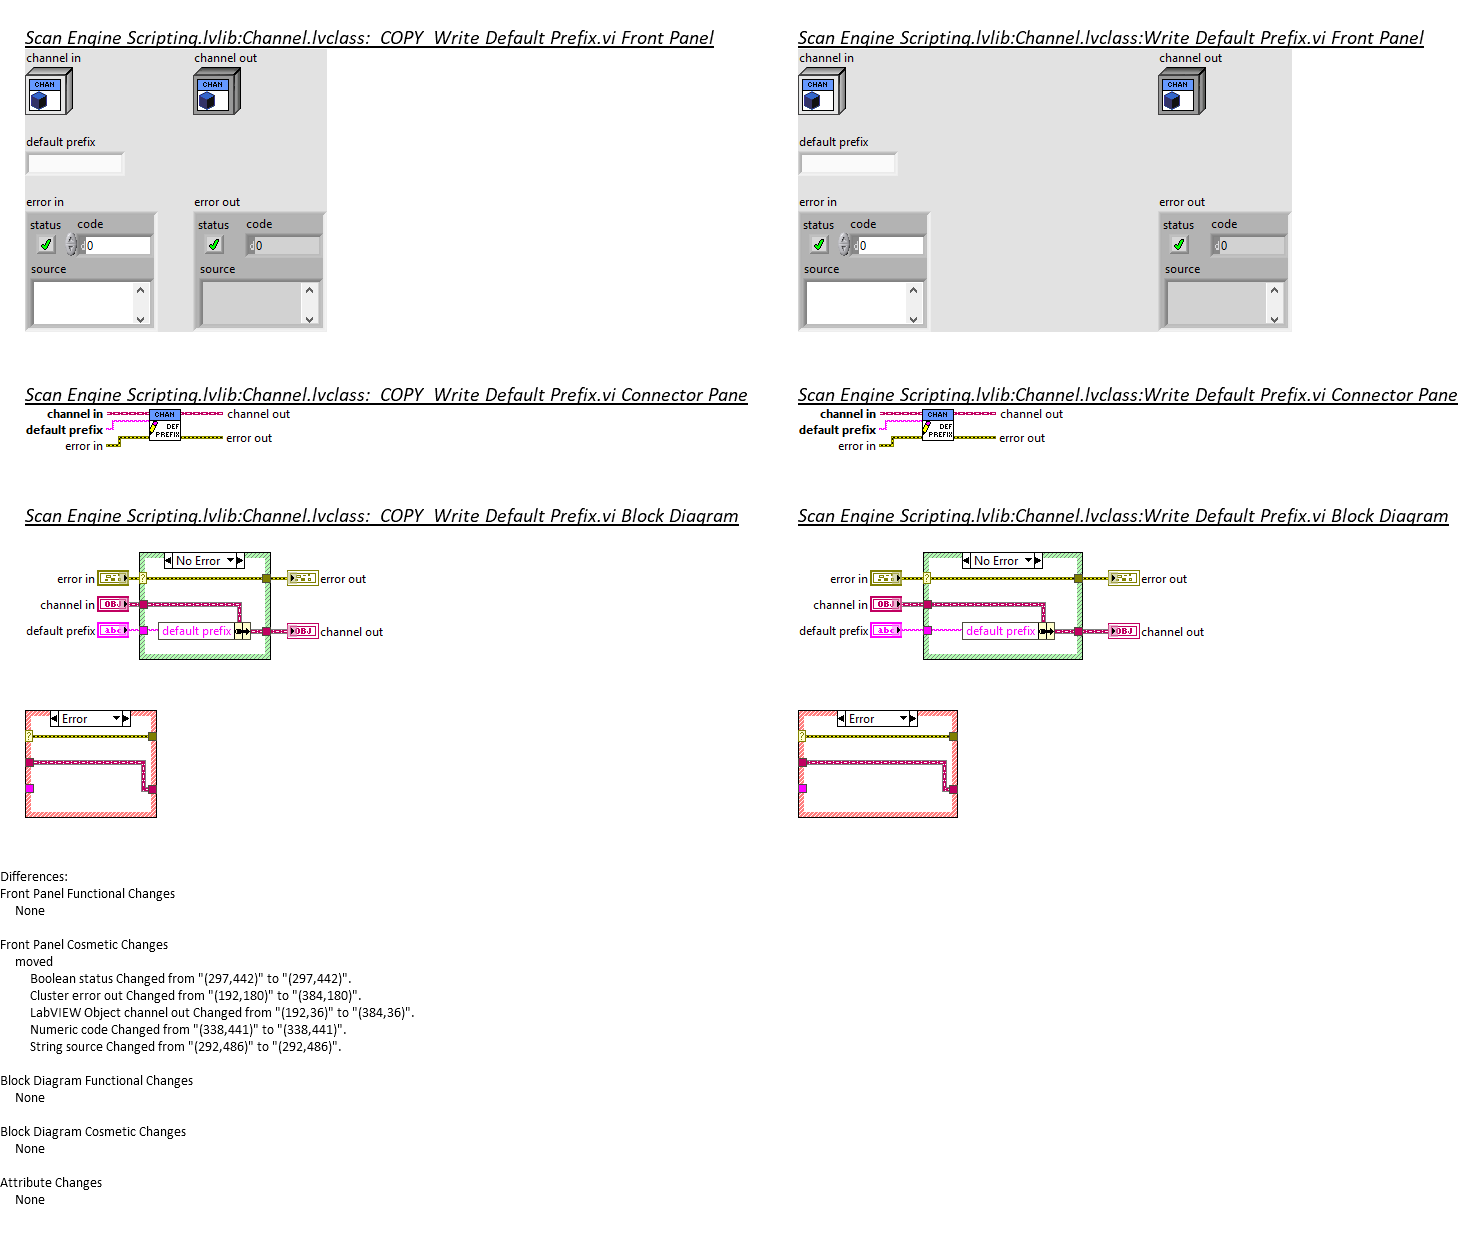 Scan Engine Scripting.lvlib:Channel.lvclass:_COPY_Write Default Prefix.vi Front Panel
channel in
channel out
CHAN
CHAN
default prefix
error in
error out
status
code
status
code
0
0
source
source
Scan Engine Scripting.lvlib:Channel.lvclass:Write Default Prefix.vi Front Panel
channel in
channel out
CHAN
CHAN
default prefix
error in
error out
status
code
status
code
0
0
source
source
Scan Engine Scripting.lvlib:Channel.lvclass:_COPY_Write Default Prefix.vi Connector Pane
channel in
CHAN
channel out
default prefix
DEF
PREFIX
error out
error in
Scan Engine Scripting.lvlib:Channel.lvclass:Write Default Prefix.vi Connector Pane
channel in
CHAN
channel out
default prefix
DEF
PREFIX
error out
error in
Scan Engine Scripting.lvlib:Channel.lvclass:_COPY_Write Default Prefix.vi Block Diagram
No Error
error in
?
error out
channel in
OBJ
default prefix
abc
default prefix
OBJ
channel out
Error
?
Scan Engine Scripting.lvlib:Channel.lvclass:Write Default Prefix.vi Block Diagram
No Error
error in
?
error out
channel in
OBJ
default prefix
abc
default prefix
OBJ
channel out
Error
?
Differences:
Front Panel Functional Changes
None
Front Panel Cosmetic Changes
moved
Boolean status Changed from "(297,442)" to "(297,442)".
Cluster error out Changed from "(192,180)" to "(384,180)".
LabVIEW Object channel out Changed from "(192,36)" to "(384,36)".
Numeric code Changed from "(338,441)" to "(338,441)".
String source Changed from "(292,486)" to "(292,486)".
Block Diagram Functional Changes
None
Block Diagram Cosmetic Changes
None
Attribute Changes
None